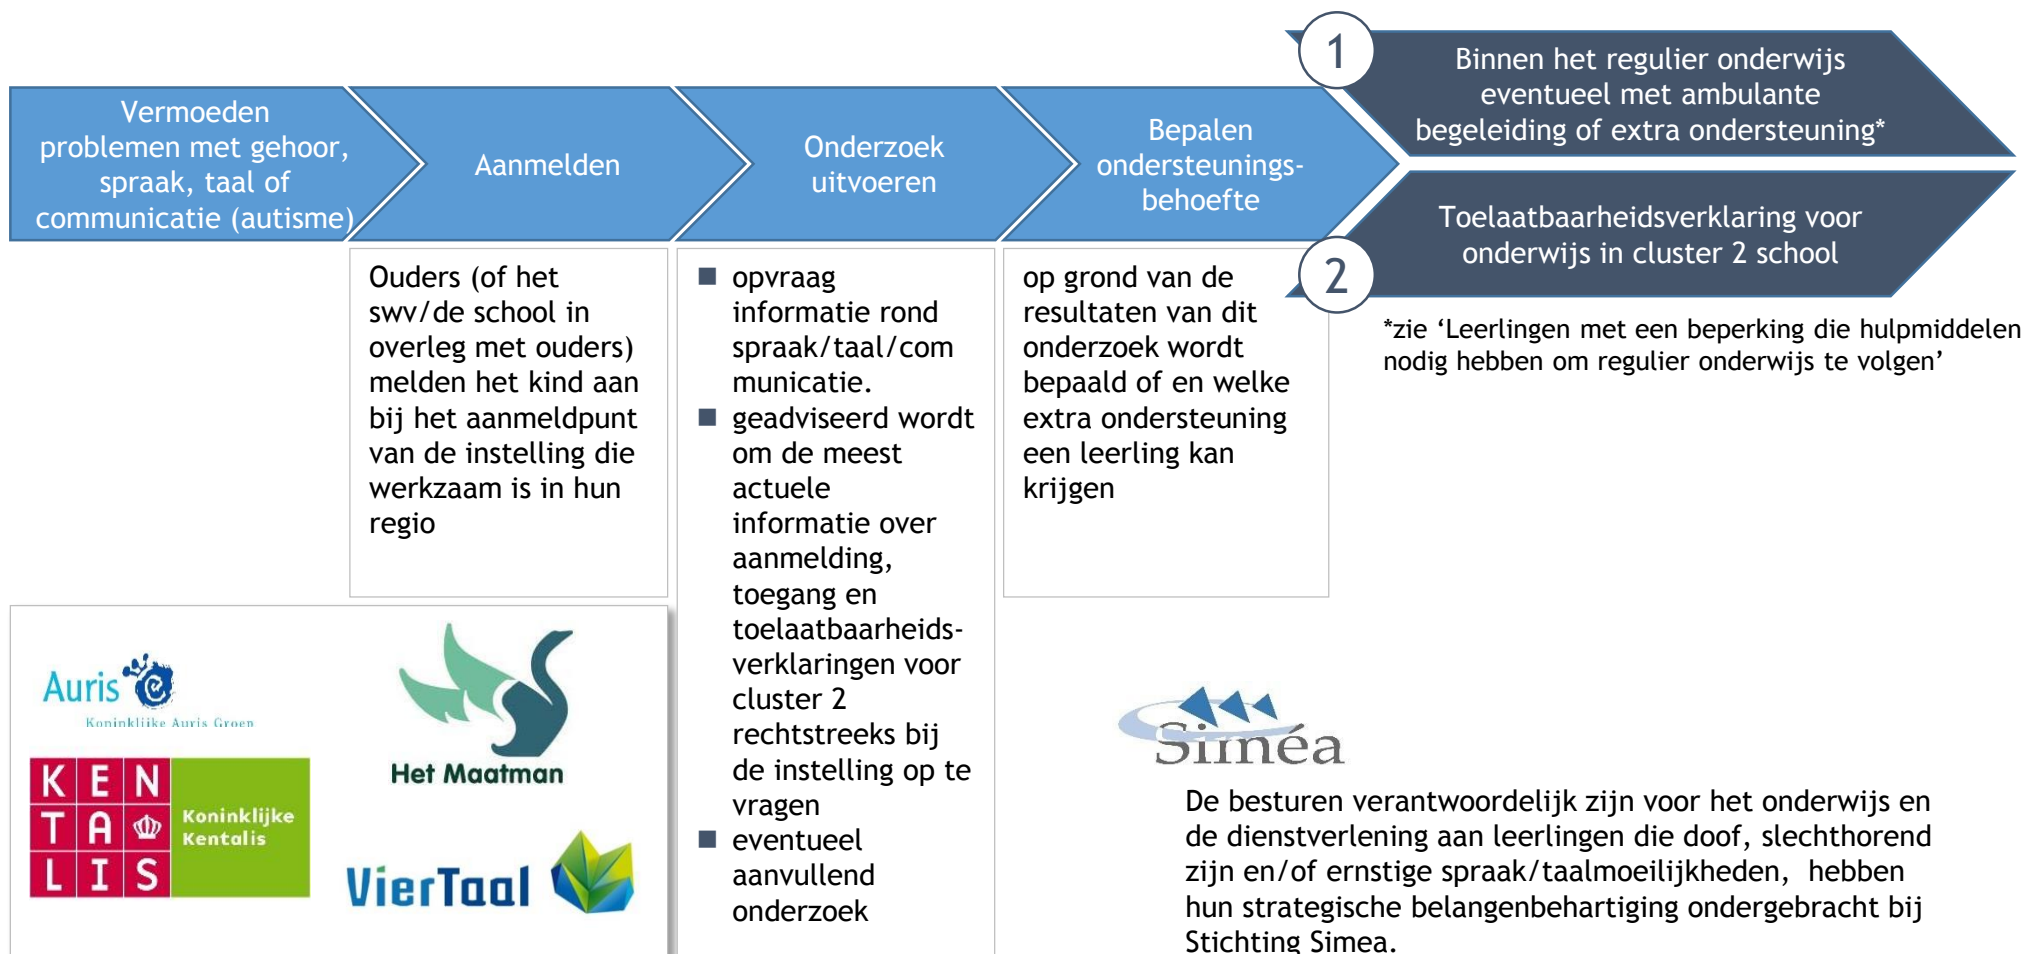 Vermoeden
problemen met gehoor,
spraak, taal of
communicatie (autisme)
Aanmelden
Onderzoek
uitvoeren
Bepalen
ondersteunings-
behoefte
1
Binnen het regulier onderwijs
eventueel met ambulante
begeleiding of extra ondersteuning*
2
Toelaatbaarheidsverklaring voor
onderwijs in cluster 2 school
*zie ‘Leerlingen met een beperking die hulpmiddelen
nodig hebben om regulier onderwijs te volgen’
Ouders (of het
swv/de school in
overleg met ouders)
melden het kind aan
bij het aanmeldpunt
van de instelling die
werkzaam is in hun
regio
■ opvraag
informatie rond
spraak/taal/com
municatie.
■ geadviseerd wordt
om de meest
actuele
informatie over
aanmelding,
toegang en
toelaatbaarheids-
verklaringen voor
cluster 2
rechtstreeks bij
de instelling op te
vragen
■ eventueel
aanvullend
onderzoek
op grond van de
resultaten van dit
onderzoek wordt
bepaald of en welke
extra ondersteuning
een leerling kan
krijgen
Auris
Koninklijke Auris Groep
Het Maatman
KEN
TA
LIS
Koninklijke
Kentalis
VierTaal
Siméa
De besturen verantwoordelijk zijn voor het onderwijs en
de dienstverlening aan leerlingen die doof, slechthorend
zijn en/of ernstige spraak/taalmoeilijkheden, hebben
hun strategische belangenbehartiging ondergebracht bij
Stichting Simea.